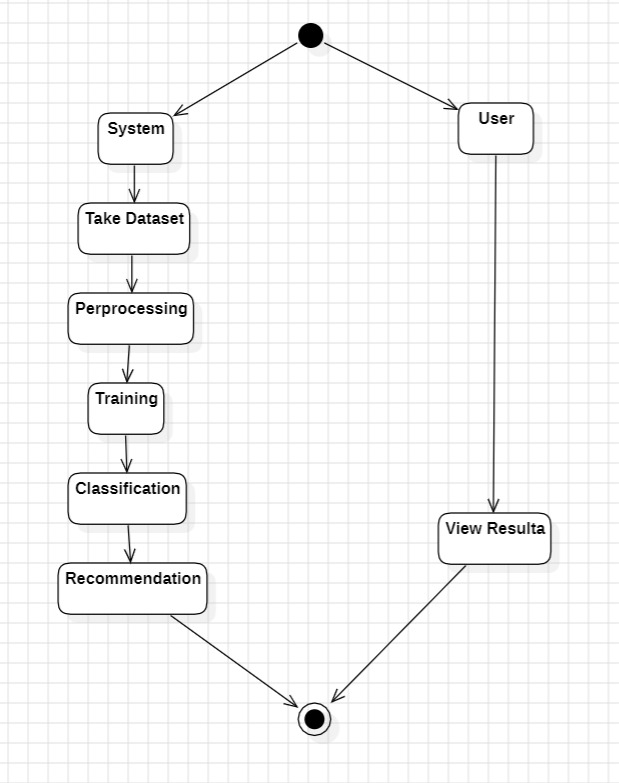 System
User
Take Dataset
Perprocessing
Training
Classification
View Resulta
Recommendation